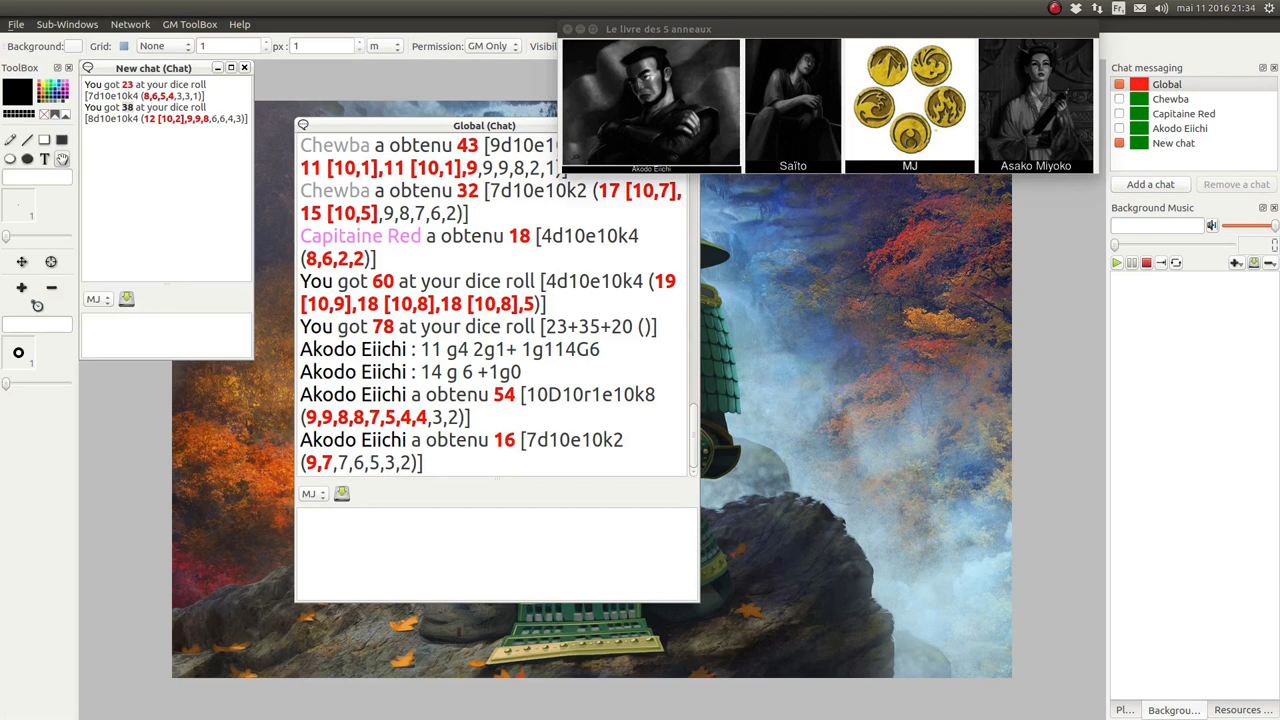 Fr, mai 11 2016 21:34
File Sub-Windows Network GM ToolBox Help
Le livre des 5 anneaux
Background: Grid: None 1 px : 1 m Permission: GM Only Visibil
ToolBox
New chat (Chat)
You got 23 at your dice roll
[7d10e10k4 (8,6,5,4,3,3,1)]
You got 38 at your dice roll
[8d10e10k4 (12 [10,2],9,9,8,6,6,4,3)]
MJ
1
1
Akodo Eiichi
Saïto
MJ
Asako Miyoko
Global (Chat)
Chewba a obtenu 43 [9d10e10
11 [10,1],11 [10,1],9,9,9,8,2,1)]
Chewba a obtenu 32 [7d10e10k2 (17 [10,7],
15 [10,5],9,8,7,6,2)]
Capitaine Red a obtenu 18 [4d10e10k4
(8,6,2,2)]
You got 60 at your dice roll [4d10e10k4 (19
[10,9],18 [10,8],18 [10,8],5)]
You got 78 at your dice roll [23+35+20 ()]
Akodo Eiichi : 11 g4 2g1+ 1g114G6
Akodo Eiichi : 14 g 6 +1g0
Akodo Eiichi a obtenu 54 [10D10r1e10k8
(9,9,8,8,7,5,4,4,3,2)]
Akodo Eiichi a obtenu 16 [7d10e10k2
(9,7,7,6,5,3,2)]
MJ
Chat messaging
Global
Chewba
Capitaine Red
Akodo Eiichi
New chat
Add a chat Remove a chat
Background Music
0
Pl... Backgrou... Resources ...